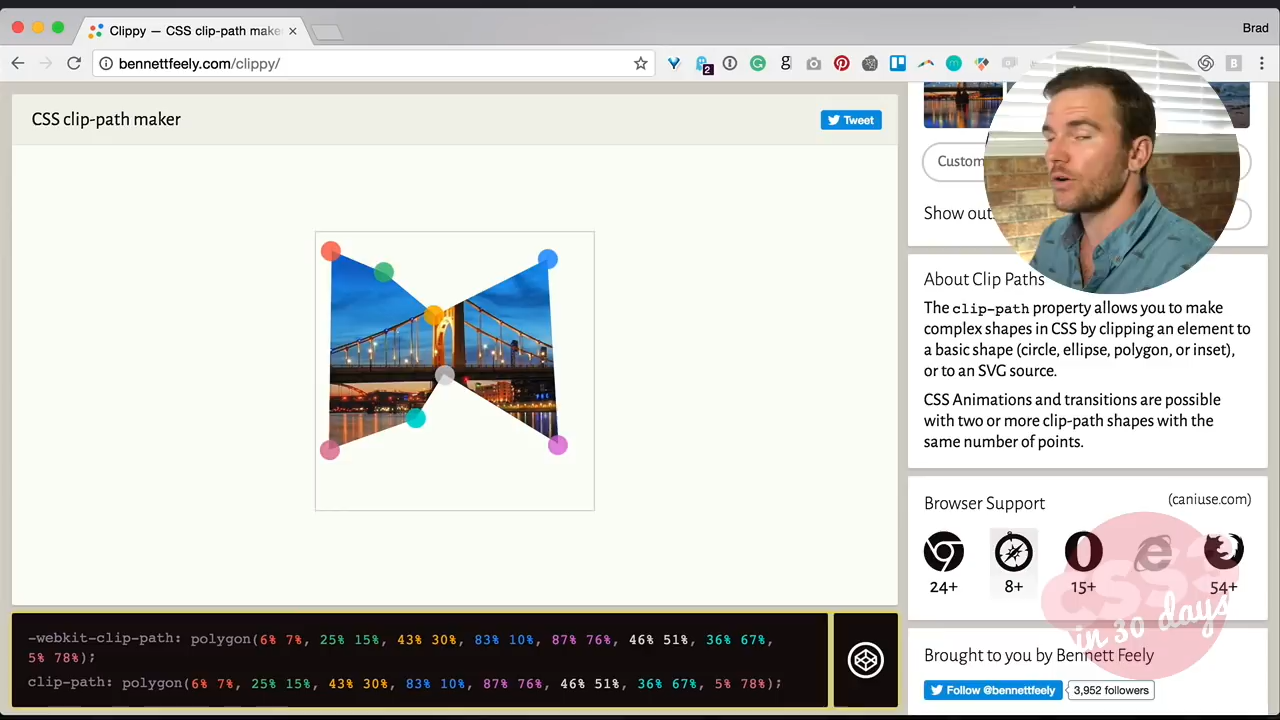 Clippy — CSS clip-path make
Brad
bennettfeely.com/clippy/
2
g
B
CSS clip-path maker
Tweet
Custom
Show out
About Clip Paths
The clip-path property allows you to make
complex shapes in CSS by clipping an element to
a basic shape (circle, ellipse, polygon, or inset),
or to an SVG source.
CSS Animations and transitions are possible
with two or more clip-path shapes with the
same number of points.
Browser Support
(caniuse.com)
24+
8+
15+
54+
CSS3
in 30 days
-webkit-clip-path: polygon(6% 7%, 25% 15%, 43% 30%, 83% 10%, 87% 76%, 46% 51%, 36% 67%,
5% 78%);
clip-path: polygon(6% 7%, 25% 15%, 43% 30%, 83% 10%, 87% 76%, 46% 51%, 36% 67%, 5% 78%);
Brought to you by Bennett Feely
Follow @bennettfeely
3,952 followers